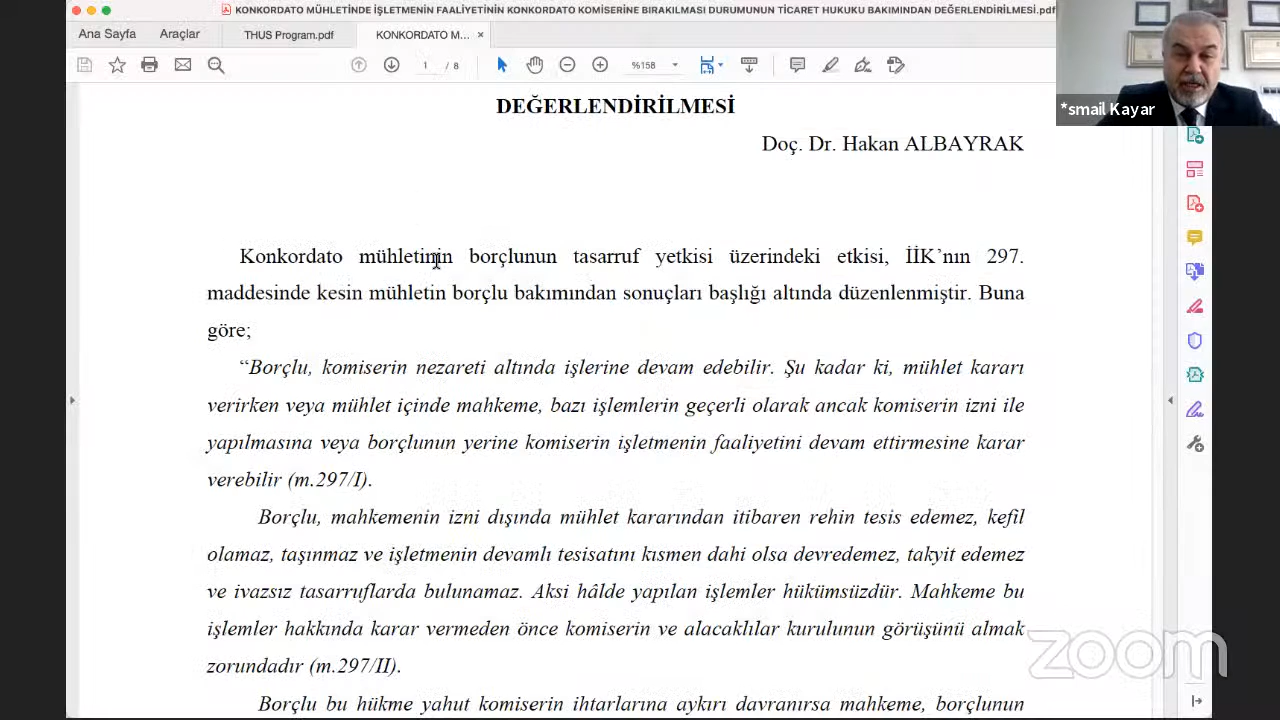 KONKORDATO MÜHLETİNDE İŞLETMENİN FAALİYETİNİN KONKORDATO KOMİSERİNE BIRAKILMASI DURUMUNUN TİCARET HUKUKU BAKIMINDAN DEĞERLENDİRİLMESİ.pdf
Ana Sayfa Araçlar THUS Program.pdf KONKORDATO M... ×
1 / 8 %158
*smail Kayar
DEĞERLENDİRİLMESİ
Doç. Dr. Hakan ALBAYRAK
Konkordato mühletinin borçlunun tasarruf yetkisi üzerindeki etkisi, İİK’nın 297.
maddesinde kesin mühletin borçlu bakımından sonuçları başlığı altında düzenlenmiştir. Buna
göre;
“Borçlu, komiserin nezareti altında işlerine devam edebilir. Şu kadar ki, mühlet kararı
verirken veya mühlet içinde mahkeme, bazı işlemlerin geçerli olarak ancak komiserin izni ile
yapılmasına veya borçlunun yerine komiserin işletmenin faaliyetini devam ettirmesine karar
verebilir (m.297/I).
Borçlu, mahkemenin izni dışında mühlet kararından itibaren rehin tesis edemez, kefil
olamaz, taşınmaz ve işletmenin devamlı tesisatını kısmen dahi olsa devredemez, takyit edemez
ve ivazsız tasarruflarda bulunamaz. Aksi hâlde yapılan işlemler hükümsüzdür. Mahkeme bu
işlemler hakkında karar vermeden önce komiserin ve alacaklılar kurulunun görüşünü almak
zorundadır (m.297/II).
Borçlu bu hükme yahut komiserin ihtarlarına aykırı davranırsa mahkeme, borçlunun
zoom